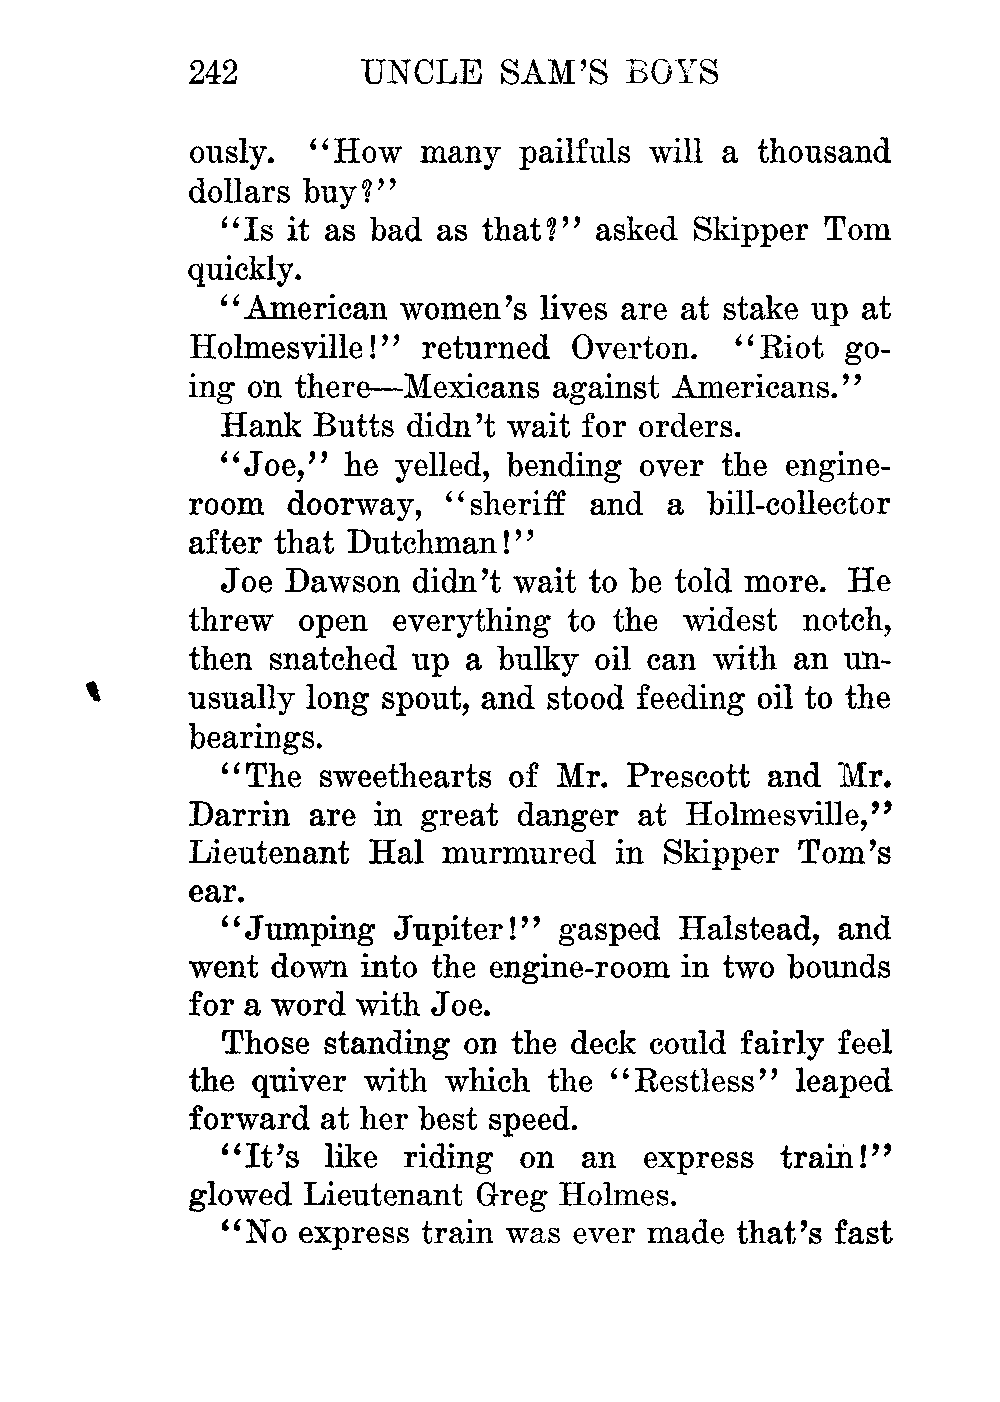 242 UNCLE SAM'S BOYS
ously. "How many pailfuls will a thousand
dollars buy?"
"Is it as bad as that?" asked Skipper Tom
quickly.
"American women's lives are at stake up at
Holmesville!" returned Overton. "Riot go-
ing on there—Mexicans against Americans."
Hank Butts didn't wait for orders.
"Joe," he yelled, bending over the engine-
room doorway, "sheriff and a bill-collector
after that Dutchman!"
Joe Dawson didn't wait to be told more. He
threw open everything to the widest notch,
then snatched up a bulky oil can with an un-
usually long spout, and stood feeding oil to the
bearings.
"The sweethearts of Mr. Prescott and Mr.
Darrin are in great danger at Holmesville,"
Lieutenant Hal murmured in Skipper Tom's
ear.
"Jumping Jupiter!" gasped Halstead, and
went down into the engine-room in two bounds
for a word with Joe.
Those standing on the deck could fairly feel
the quiver with which the "Restless" leaped
forward at her best speed.
"It's like riding on an express train!"
glowed Lieutenant Greg Holmes.
"No express train was ever made that's fast